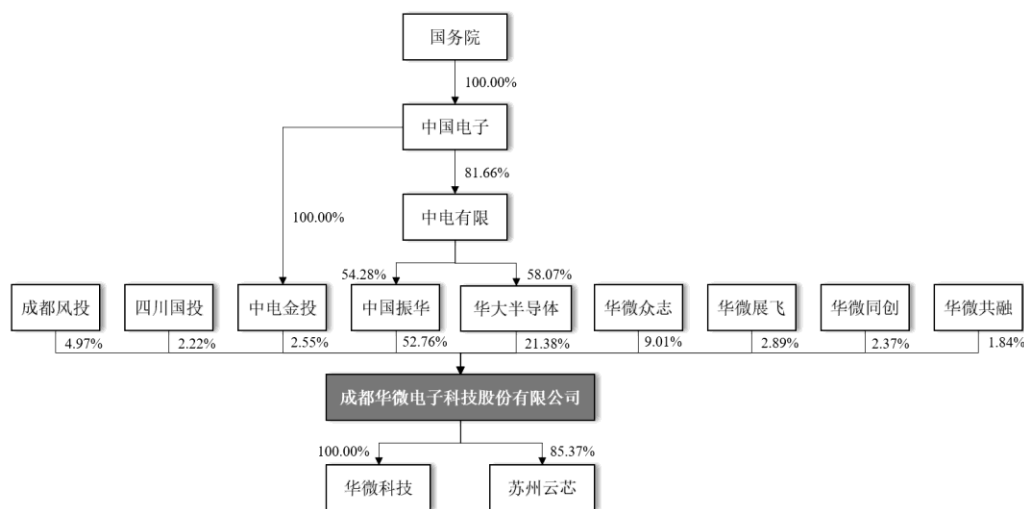 国务院
100.00%
中国电子
81.66%
100.00%
中电有限
54.28%
58.07%
成都风投
四川国投
中电金投
中国振华
华大半导体
华微众志
华微展飞
华微同创
华微共融
4.97%
2.22%
2.55%
52.76%
21.38%
9.01%
2.89%
2.37%
1.84%
成都华微电子科技股份有限公司
100.00%
85.37%
华微科技
苏州云芯